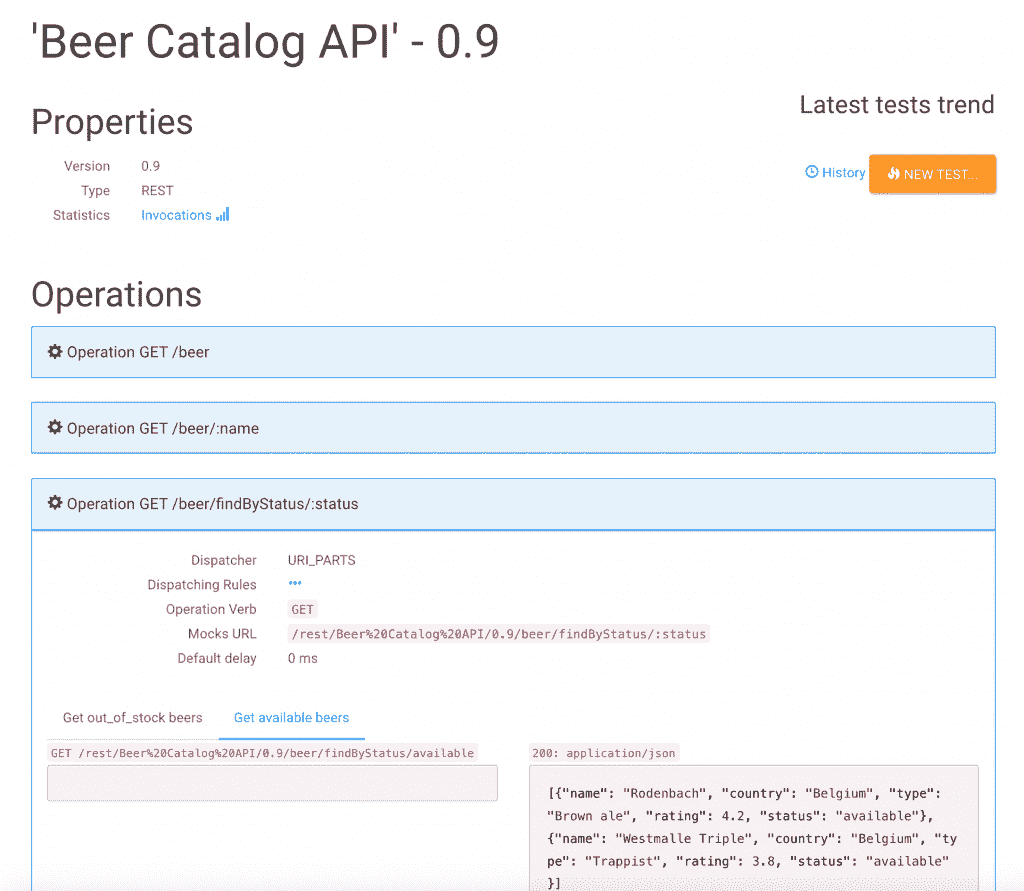 'Beer Catalog API' - 0.9
Properties
Latest tests trend
Version 0.9
Type REST
Statistics Invocations
History NEW TEST...
Operations
Operation GET /beer
Operation GET /beer/:name
Operation GET /beer/findByStatus/:status
Dispatcher URI_PARTS
Dispatching Rules •••
Operation Verb GET
Mocks URL /rest/Beer%20Catalog%20API/0.9/beer/findByStatus/:status
Default delay 0 ms
Get out_of_stock beers Get available beers
GET /rest/Beer%20Catalog%20API/0.9/beer/findByStatus/available
200: application/json
[{"name": "Rodenbach", "country": "Belgium", "type":
"Brown ale", "rating": 4.2, "status": "available"},
{"name": "Westmalle Triple", "country": "Belgium", "ty
pe": "Trappist", "rating": 3.8, "status": "available"
}]